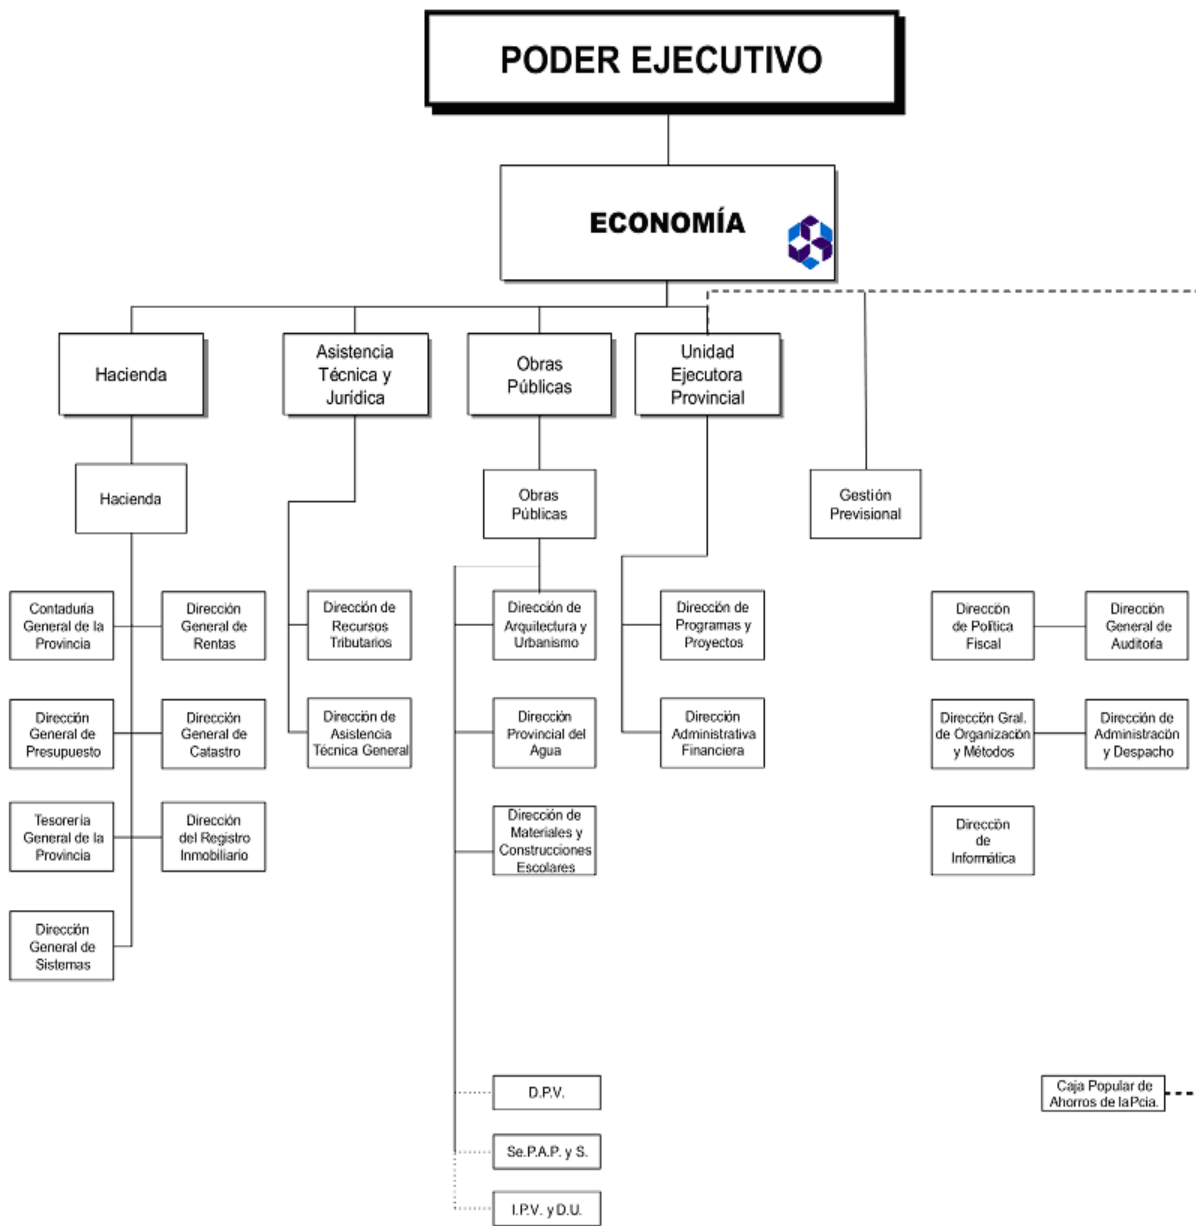 PODER EJECUTIVO
ECONOMÍA
Hacienda
Asistencia
Técnica y
Jurídica
Obras
Públicas
Unidad
Ejecutora
Provincial
Hacienda
Obras
Públicas
Gestión
Previsional
Contaduría
General de la
Provincia
Dirección
General de
Rentas
Dirección de
Recursos
Tributarios
Dirección de
Arquitectura y
Urbanismo
Dirección de
Programas y
Proyectos
Dirección
de Política
Fiscal
Dirección
General de
Auditoría
Dirección
General de
Presupuesto
Dirección
General de
Catastro
Dirección de
Asistencia
Técnica General
Dirección
Provincial del
Agua
Dirección
Administrativa
Financiera
Dirección Gral.
de Organización
y Métodos
Dirección de
Administración
y Despacho
Tesorería
General de la
Provincia
Dirección
del Registro
Inmobiliario
Dirección de
Materiales y
Construcciones
Escolares
Dirección
de
Informática
Dirección
General de
Sistemas
D.P.V.
Caja Popular de
Ahorros de la Pcia.
Se.P.A.P. y S.
I.P.V. y D.U.